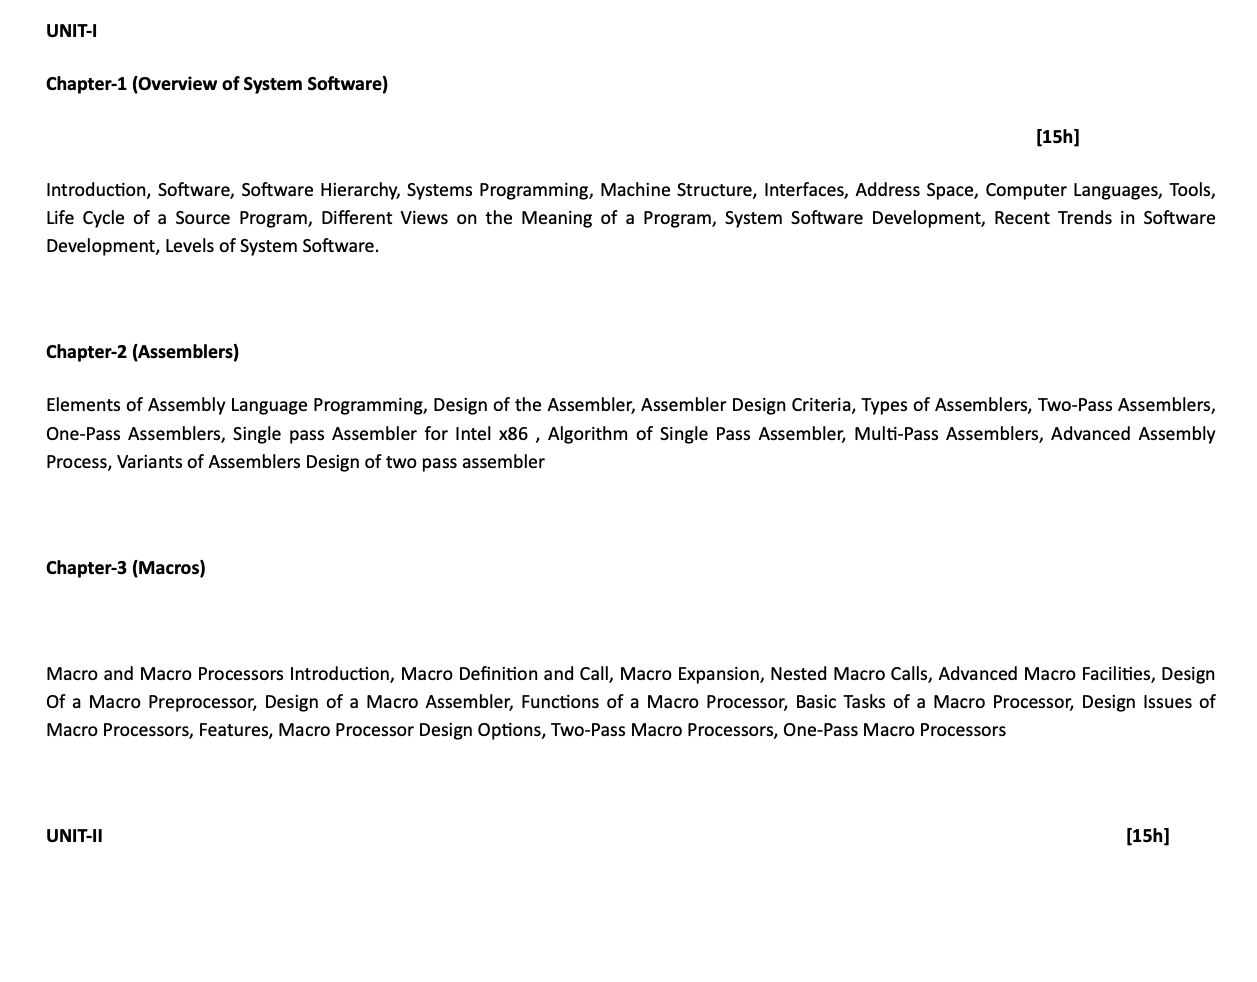 UNIT-I
Chapter-1 (Overview of System Software)
[15h]
Introduction, Software, Software Hierarchy, Systems Programming, Machine Structure, Interfaces, Address Space, Computer Languages, Tools,
Life Cycle of a Source Program, Different Views on the Meaning of a Program, System Software Development, Recent Trends in Software
Development, Levels of System Software.
Chapter-2 (Assemblers)
Elements of Assembly Language Programming, Design of the Assembler, Assembler Design Criteria, Types of Assemblers, Two-Pass Assemblers,
One-Pass Assemblers, Single pass Assembler for Intel x86 , Algorithm of Single Pass Assembler, Multi-Pass Assemblers, Advanced Assembly
Process, Variants of Assemblers Design of two pass assembler
Chapter-3 (Macros)
Macro and Macro Processors Introduction, Macro Definition and Call, Macro Expansion, Nested Macro Calls, Advanced Macro Facilities, Design
Of a Macro Preprocessor, Design of a Macro Assembler, Functions of a Macro Processor, Basic Tasks of a Macro Processor, Design Issues of
Macro Processors, Features, Macro Processor Design Options, Two-Pass Macro Processors, One-Pass Macro Processors
UNIT-II [15h]